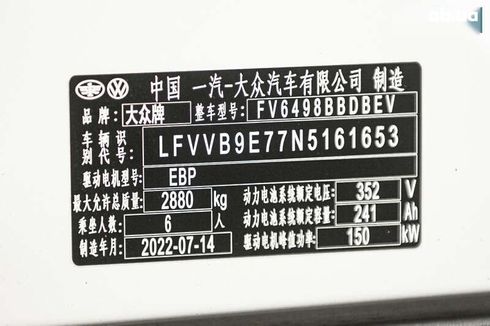 中国 一汽-大众汽车有限公司 制造
品牌: 大众牌 整车型号: FV6498BBDBEV
车辆识别代号: LFVVB9E77N5161653
驱动电机型号: EBP
最大允许总质量: 2880 kg 动力电池系统额定电压: 352 V
乘坐人数: 6 人 动力电池系统额定容量: 241 Ah
制造年月: 2022-07-14 驱动电机峰值功率: 150 kW